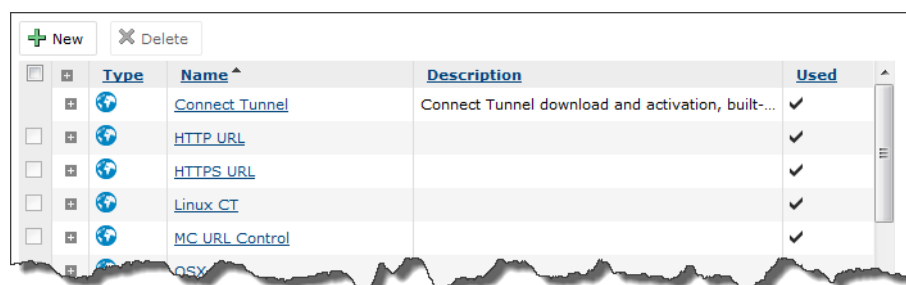 New Delete
Type Name Description Used
Connect Tunnel Connect Tunnel download and activation, built-...
HTTP URL
HTTPS URL
Linux CT
MC URL Control
OSX